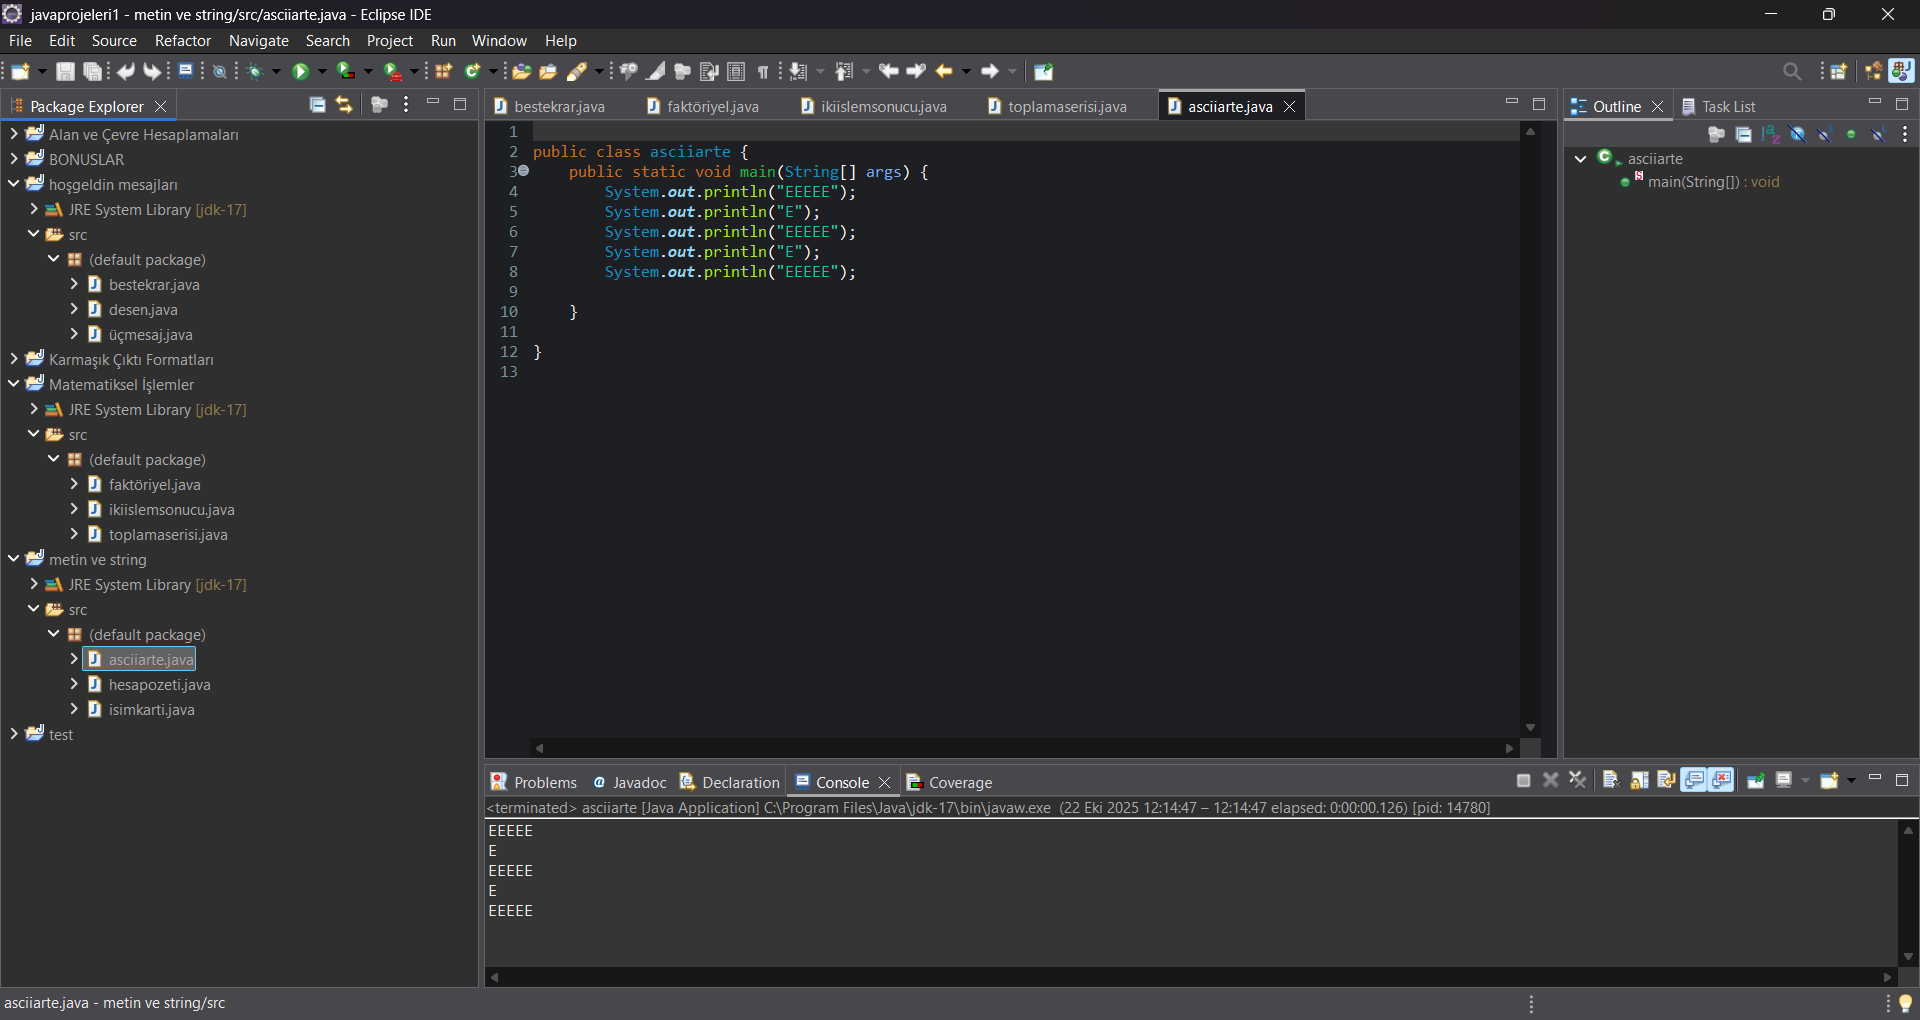 javaprojeleri1 - metin ve string/src/asciiarte.java - Eclipse IDE
File Edit Source Refactor Navigate Search Project Run Window Help
Package Explorer
Alan ve Çevre Hesaplamaları
BONUSLAR
hoşgeldin mesajları
JRE System Library [jdk-17]
src
(default package)
bestekrar.java
desen.java
üçmesaj.java
Karmaşık Çıktı Formatları
Matematiksel İşlemler
JRE System Library [jdk-17]
src
(default package)
faktöriyel.java
ikiislemsonucu.java
toplamaserisi.java
metin ve string
JRE System Library [jdk-17]
src
(default package)
asciiarte.java
hesapozeti.java
isimkarti.java
test
bestekrar.java faktöriyel.java ikiislemsonucu.java toplamaserisi.java asciiarte.java
1
2 public class asciiarte {
3 public static void main(String[] args) {
4 System.out.println("EEEEE");
5 System.out.println("E");
6 System.out.println("EEEEE");
7 System.out.println("E");
8 System.out.println("EEEEE");
9
10 }
11
12 }
13
Outline Task List
asciiarte
main(String[]) : void
Problems Javadoc Declaration Console Coverage
<terminated> asciiarte [Java Application] C:\Program Files\Java\jdk-17\bin\javaw.exe (22 Eki 2025 12:14:47 – 12:14:47 elapsed: 0:00:00.126) [pid: 14780]
EEEEE
E
EEEEE
E
EEEEE
asciiarte.java - metin ve string/src